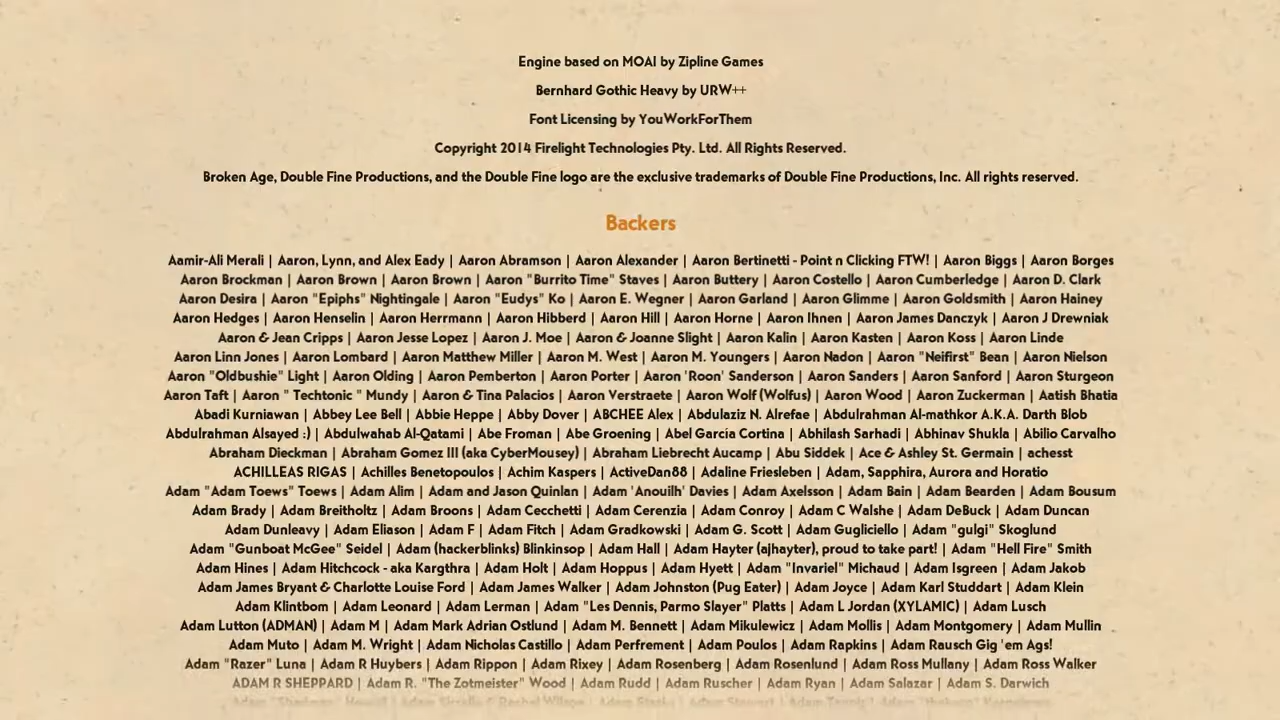 Engine based on MOAI by Zipline Games
Bernhard Gothic Heavy by URW++
Font Licensing by YouWorkForThem
Copyright 2014 Firelight Technologies Pty. Ltd. All Rights Reserved.
Broken Age, Double Fine Productions, and the Double Fine logo are the exclusive trademarks of Double Fine Productions, Inc. All rights reserved.
Backers
Aamir-Ali Merali | Aaron, Lynn, and Alex Eady | Aaron Abramson | Aaron Alexander | Aaron Bertinetti - Point n Clicking FTW! | Aaron Biggs | Aaron Borges
Aaron Brockman | Aaron Brown | Aaron Brown | Aaron "Burrito Time" Staves | Aaron Buttery | Aaron Costello | Aaron Cumberledge | Aaron D. Clark
Aaron Desira | Aaron "Epiphs" Nightingale | Aaron "Eudys" Ko | Aaron E. Wegner | Aaron Garland | Aaron Glimme | Aaron Goldsmith | Aaron Hainey
Aaron Hedges | Aaron Henselin | Aaron Herrmann | Aaron Hibberd | Aaron Hill | Aaron Horne | Aaron Ihnen | Aaron James Danczyk | Aaron J Drewniak
Aaron & Jean Cripps | Aaron Jesse Lopez | Aaron J. Moe | Aaron & Joanne Slight | Aaron Kalin | Aaron Kasten | Aaron Koss | Aaron Linde
Aaron Linn Jones | Aaron Lombard | Aaron Matthew Miller | Aaron M. West | Aaron M. Youngers | Aaron Nadon | Aaron "Neifirst" Bean | Aaron Nielson
Aaron "Oldbushie" Light | Aaron Olding | Aaron Pemberton | Aaron Porter | Aaron 'Roon' Sanderson | Aaron Sanders | Aaron Sanford | Aaron Sturgeon
Aaron Taft | Aaron " Techtonic " Mundy | Aaron & Tina Palacios | Aaron Verstraete | Aaron Wolf (Wolfus) | Aaron Wood | Aaron Zuckerman | Aatish Bhatia
Abadi Kurniawan | Abbey Lee Bell | Abbie Heppe | Abby Dover | ABCHEE Alex | Abdulaziz N. Alrefae | Abdulrahman Al-mathkor A.K.A. Darth Blob
Abdulrahman Alsayed :) | Abdulwahab Al-Qatami | Abe Froman | Abe Groening | Abel García Cortina | Abhilash Sarhadi | Abhinav Shukla | Abilio Carvalho
Abraham Dieckman | Abraham Gomez III (aka CyberMousey) | Abraham Liebrecht Aucamp | Abu Siddek | Ace & Ashley St. Germain | achesst
ACHILLEAS RIGAS | Achilles Benetopoulos | Achim Kaspers | ActiveDan88 | Adaline Friesleben | Adam, Sapphira, Aurora and Horatio
Adam "Adam Toews" Toews | Adam Alim | Adam and Jason Quinlan | Adam 'Anouilh' Davies | Adam Axelsson | Adam Bain | Adam Bearden | Adam Bousum
Adam Brady | Adam Breitholtz | Adam Broons | Adam Cecchetti | Adam Cerenzia | Adam Conroy | Adam C Walshe | Adam DeBuck | Adam Duncan
Adam Dunleavy | Adam Eliason | Adam F | Adam Fitch | Adam Gradkowski | Adam G. Scott | Adam Gugliciello | Adam "gulgi" Skoglund
Adam "Gunboat McGee" Seidel | Adam (hackerblinks) Blinkinsop | Adam Hall | Adam Hayter (ajhayter), proud to take part! | Adam "Hell Fire" Smith
Adam Hines | Adam Hitchcock - aka Kargthra | Adam Holt | Adam Hoppus | Adam Hyett | Adam "Invariel" Michaud | Adam Isgreen | Adam Jakob
Adam James Bryant & Charlotte Louise Ford | Adam James Walker | Adam Johnston (Pug Eater) | Adam Joyce | Adam Karl Studdart | Adam Klein
Adam Klintbom | Adam Leonard | Adam Lerman | Adam "Les Dennis, Parmo Slayer" Platts | Adam L Jordan (XYLAMIC) | Adam Lusch
Adam Lutton (ADMAN) | Adam M | Adam Mark Adrian Ostlund | Adam M. Bennett | Adam Mikulewicz | Adam Mollis | Adam Montgomery | Adam Mullin
Adam Muto | Adam M. Wright | Adam Nicholas Castillo | Adam Perfrement | Adam Poulos | Adam Rapkins | Adam Rausch Gig 'em Ags!
Adam "Razer" Luna | Adam R Huybers | Adam Rippon | Adam Rixey | Adam Rosenberg | Adam Rosenlund | Adam Ross Mullany | Adam Ross Walker
ADAM R SHEPPARD | Adam R. "The Zotmeister" Wood | Adam Rudd | Adam Ruscher | Adam Ryan | Adam Salazar | Adam S. Darwich